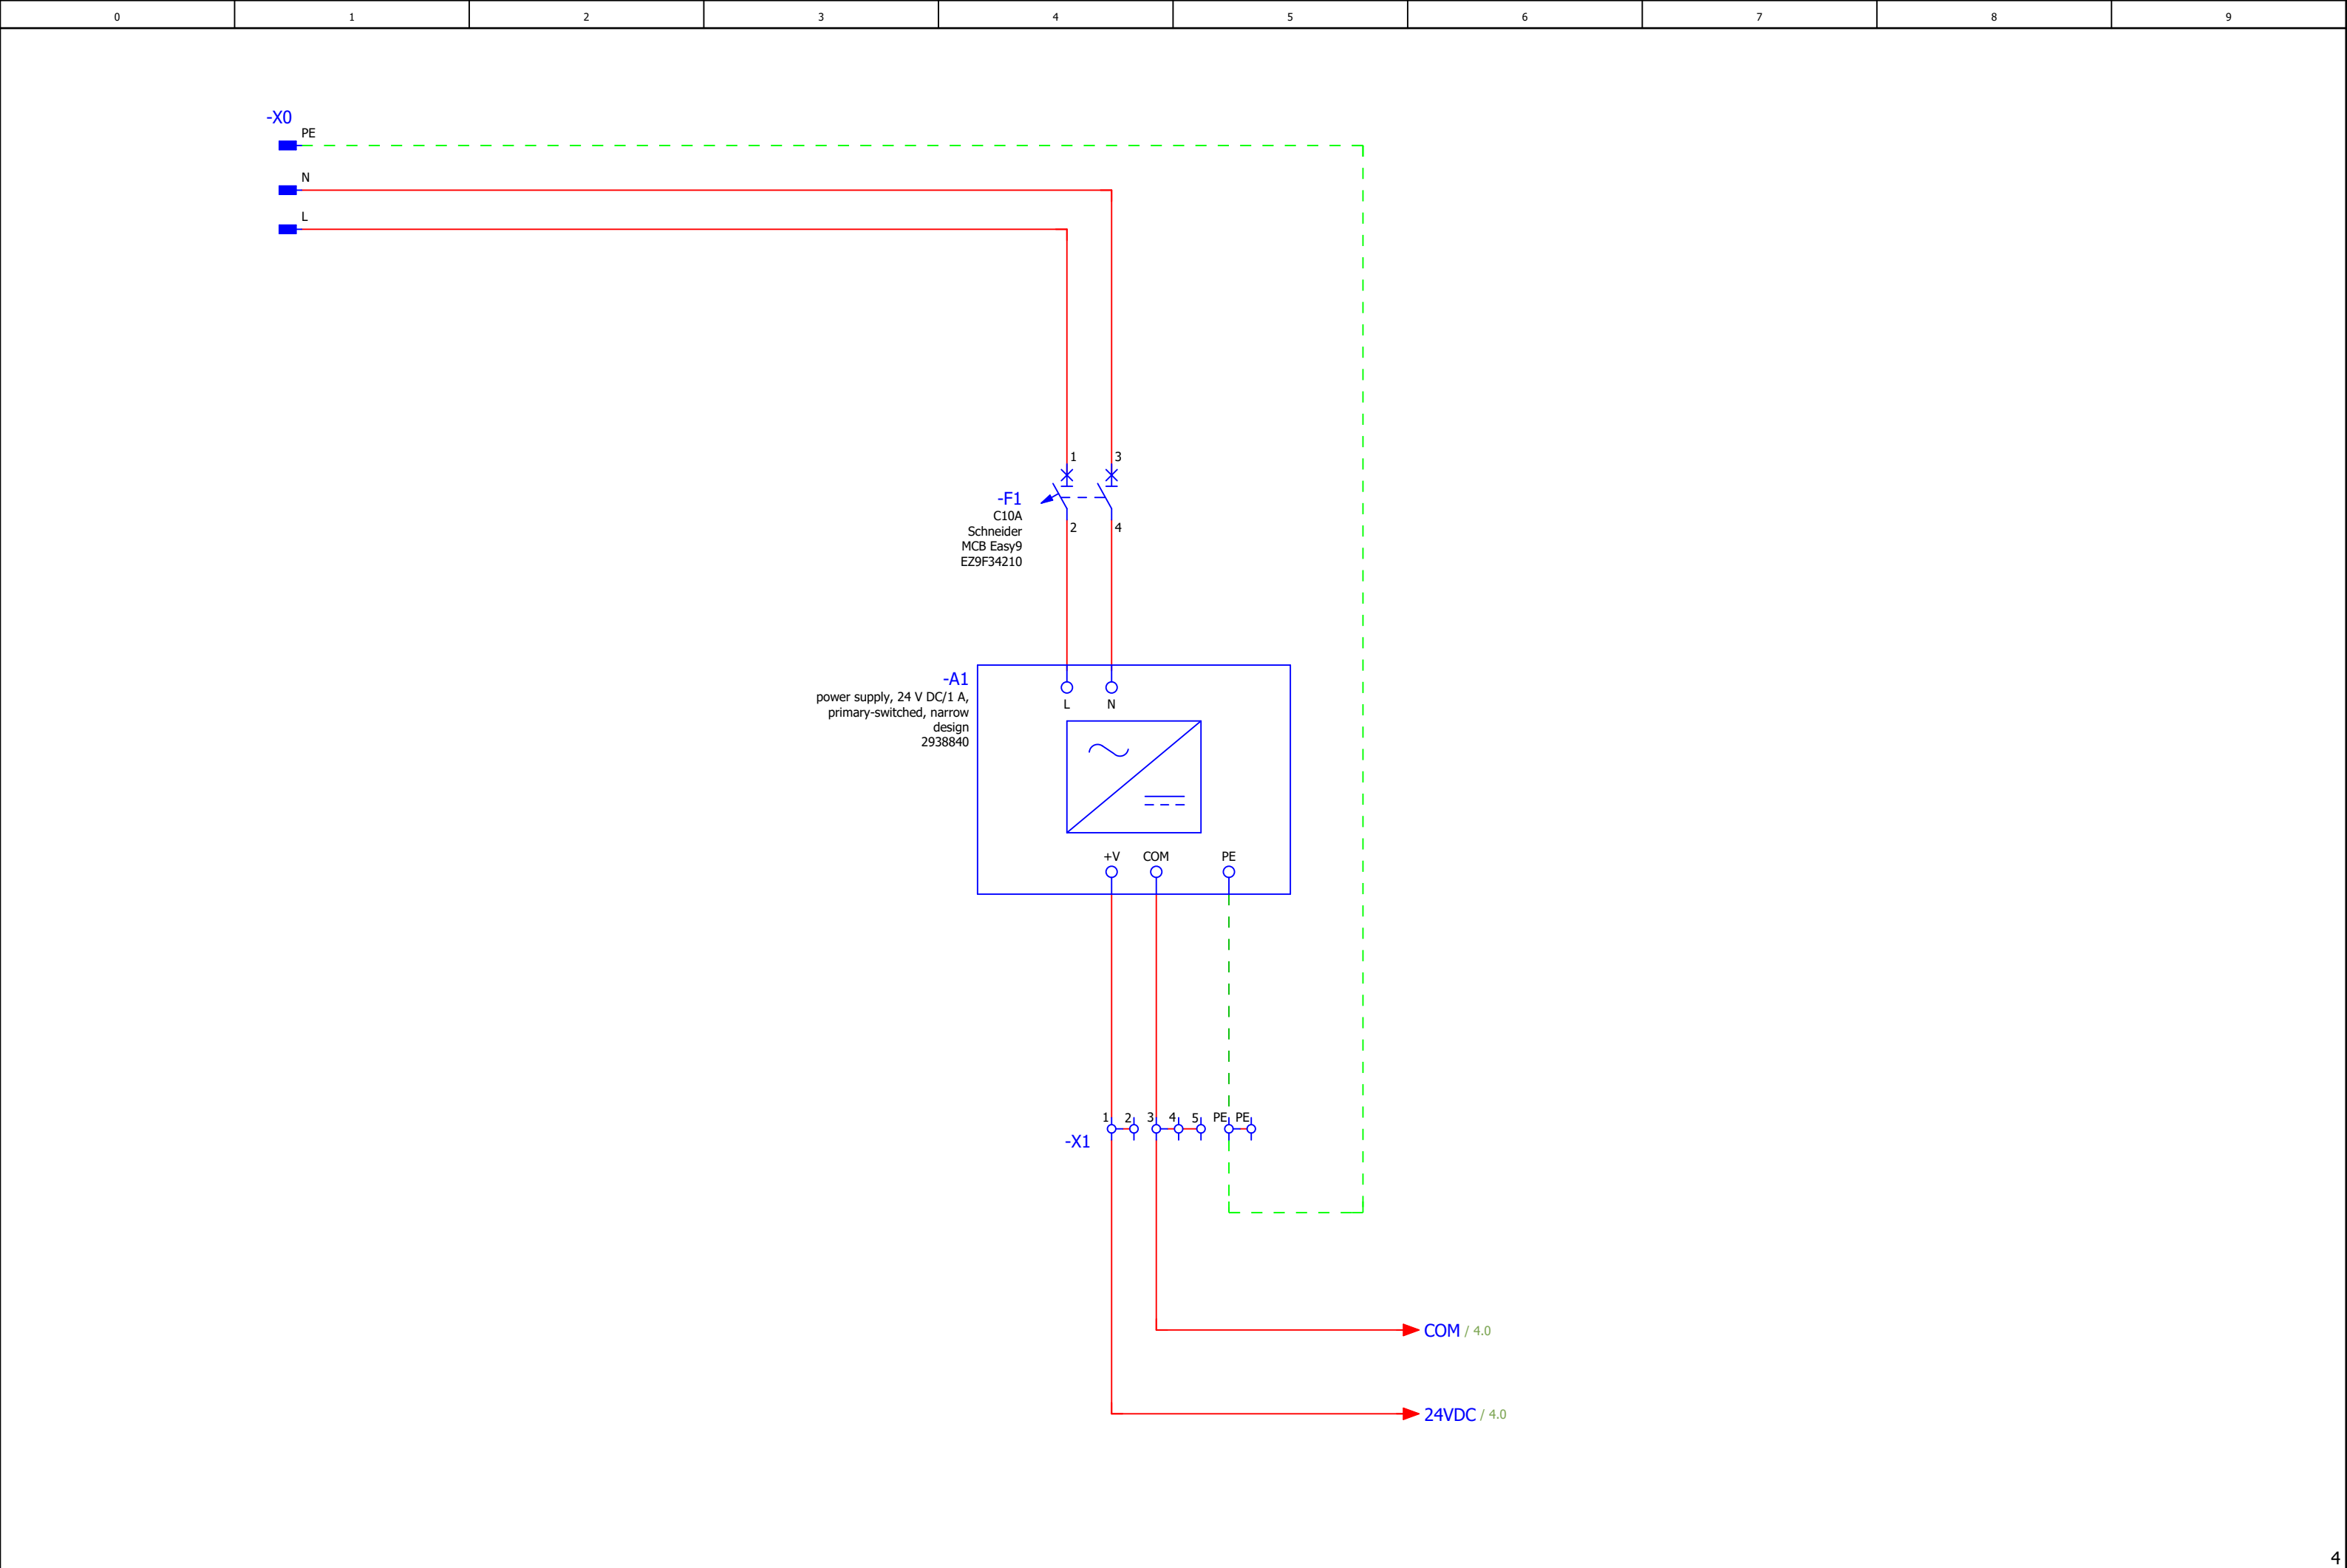 0 1 2 3 4 5 6 7 8 9
-X0
PE
N
L
1 3
-F1
C10A
Schneider
MCB Easy9
EZ9F34210
2 4
-A1
power supply, 24 V DC/1 A,
primary-switched, narrow
design
2938840
L N
+V COM PE
1 2 3 4 5 PE PE
-X1
COM / 4.0
24VDC / 4.0
4